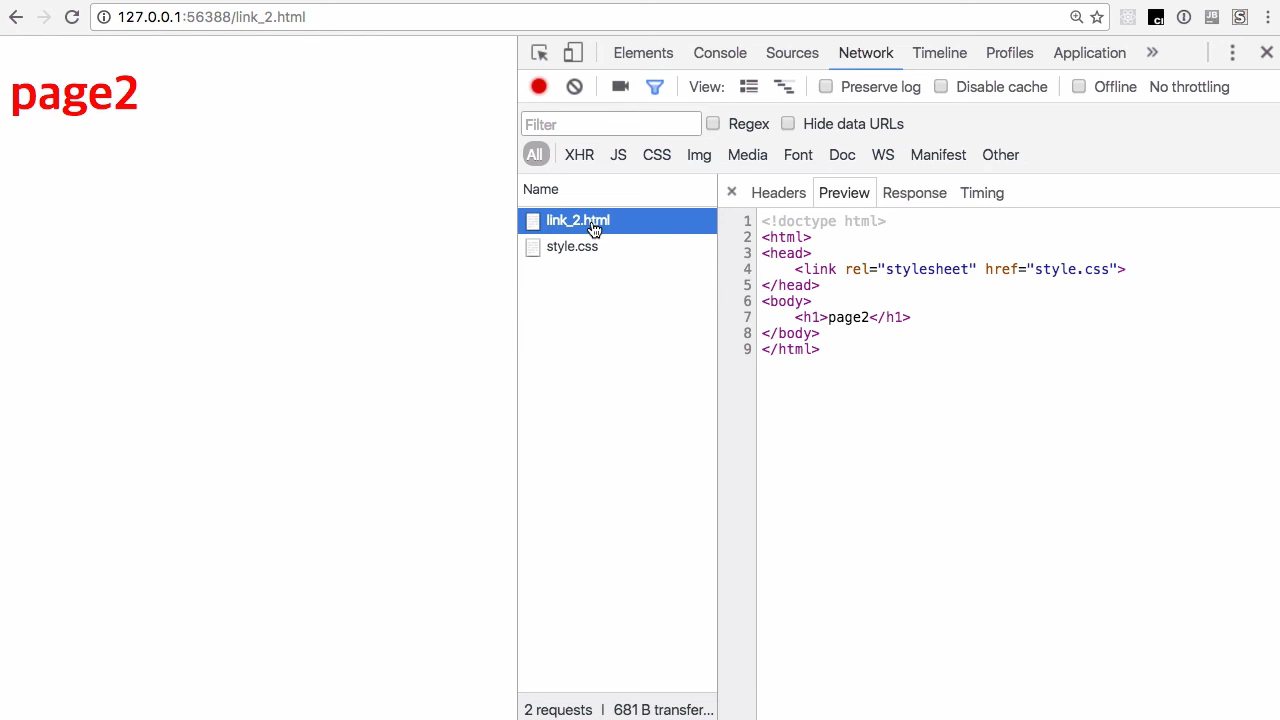 127.0.0.1:56388/link_2.html
page2
Elements Console Sources Network Timeline Profiles Application »
View: Preserve log Disable cache Offline No throttling
Filter Regex Hide data URLs
All XHR JS CSS Img Media Font Doc WS Manifest Other
Name
link_2.html
style.css
Headers Preview Response Timing
1 <!doctype html>
2 <html>
3 <head>
4 <link rel="stylesheet" href="style.css">
5 </head>
6 <body>
7 <h1>page2</h1>
8 </body>
9 </html>
2 requests | 681 B transfer...